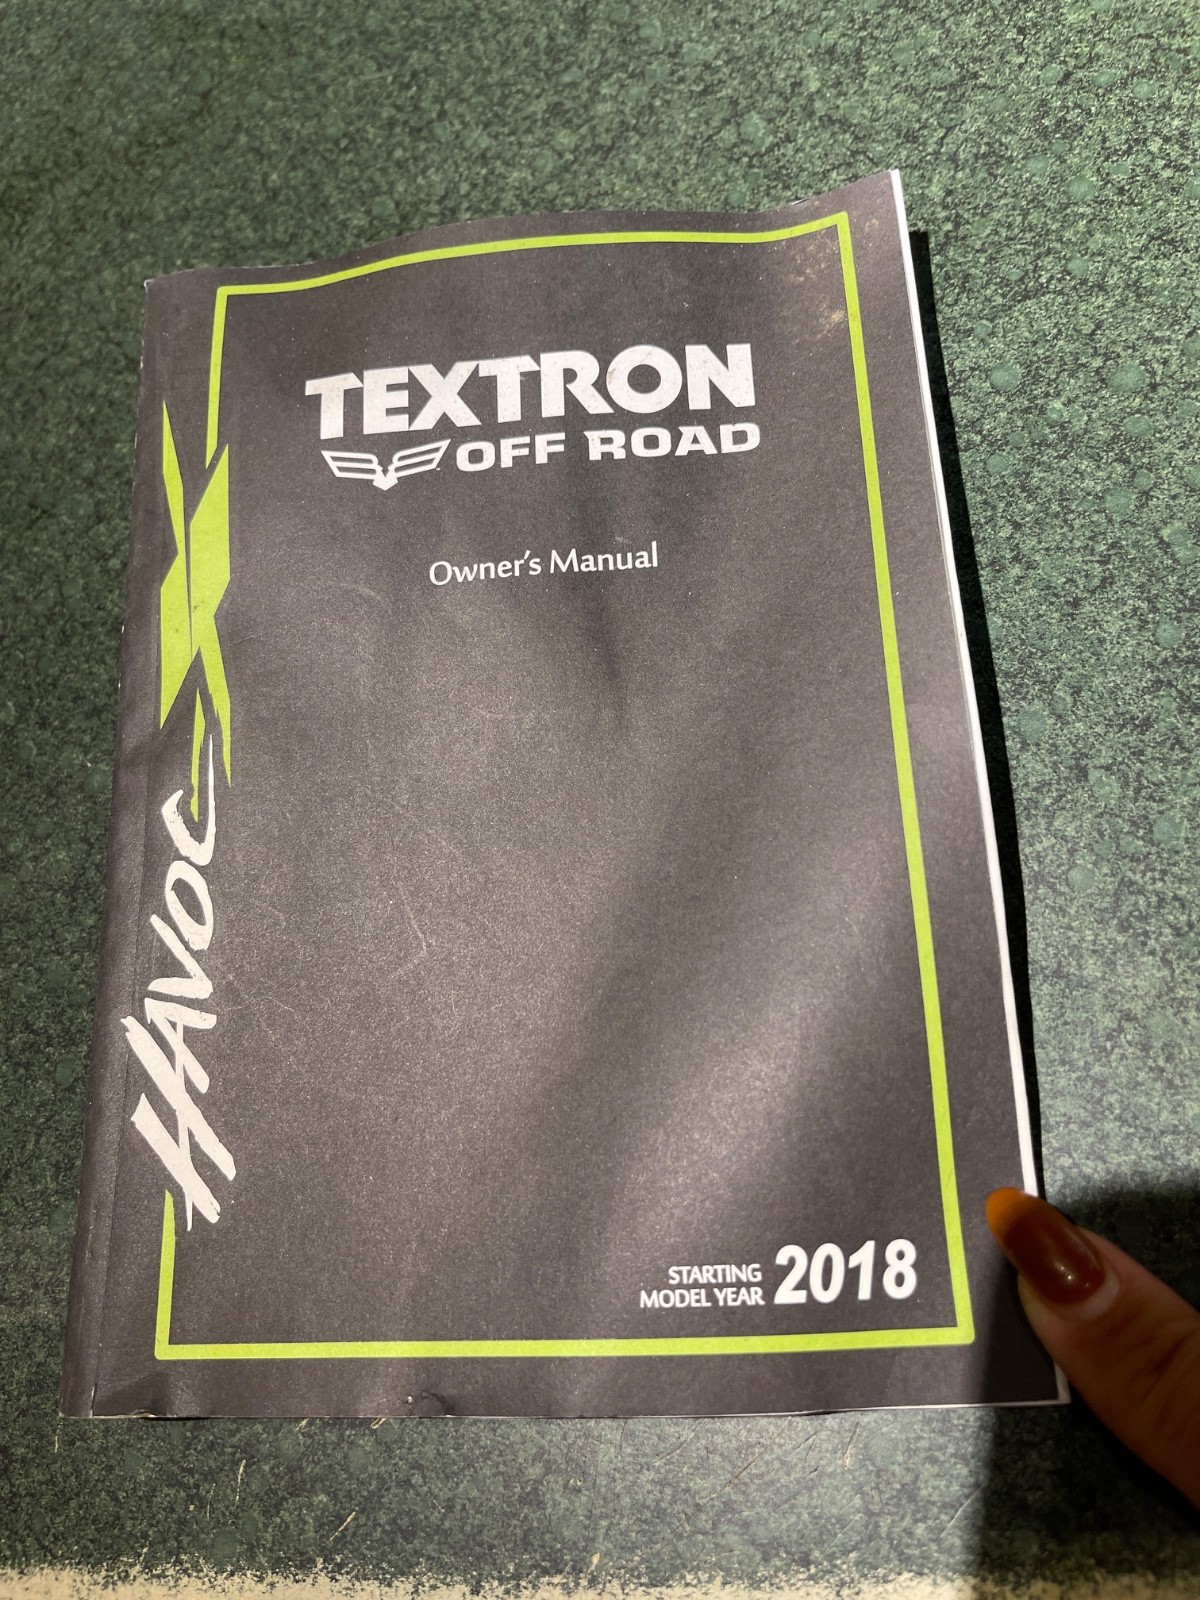 TEXTRON
OFF ROAD
Owner's Manual
HAVOC X
STARTING
MODEL YEAR 2018